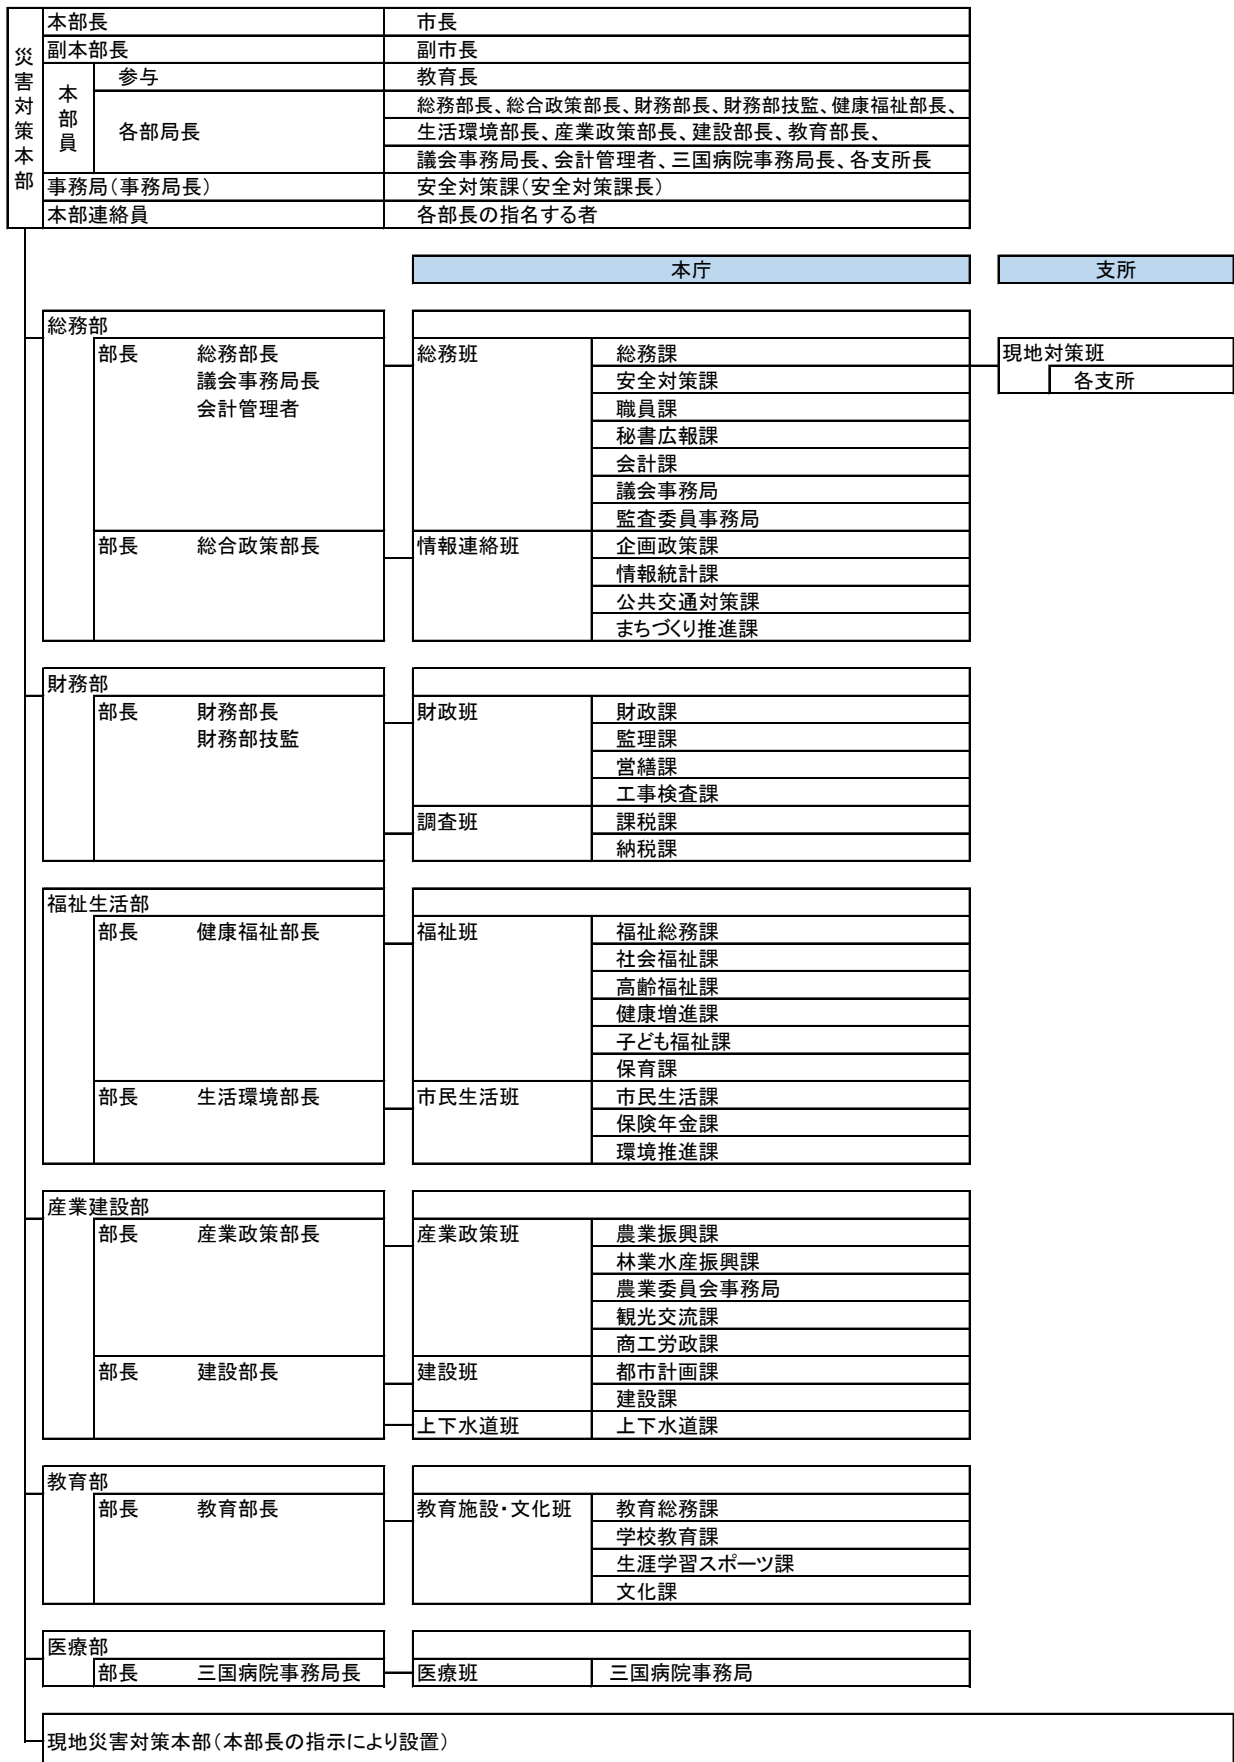 災害対策本部
本部長 市長
副本部長 副市長
本部員
参与 教育長
各部局長
総務部長、総合政策部長、財務部長、財務部技監、健康福祉部長、
生活環境部長、産業政策部長、建設部長、教育部長、
議会事務局長、会計管理者、三国病院事務局長、各支所長
事務局(事務局長) 安全対策課(安全対策課長)
本部連絡員 各部長の指名する者
本庁 支所
総務部
部長 総務部長 総務班 総務課 現地対策班
議会事務局長 安全対策課 各支所
会計管理者 職員課
秘書広報課
会計課
議会事務局
監査委員事務局
部長 総合政策部長 情報連絡班 企画政策課
情報統計課
公共交通対策課
まちづくり推進課
財務部
部長 財務部長 財政班 財政課
財務部技監 監理課
営繕課
工事検査課
調査班 課税課
納税課
福祉生活部
部長 健康福祉部長 福祉班 福祉総務課
社会福祉課
高齢福祉課
健康増進課
子ども福祉課
保育課
部長 生活環境部長 市民生活班 市民生活課
保険年金課
環境推進課
産業建設部
部長 産業政策部長 産業政策班 農業振興課
林業水産振興課
農業委員会事務局
観光交流課
商工労政課
部長 建設部長 建設班 都市計画課
建設課
上下水道班 上下水道課
教育部
部長 教育部長 教育施設・文化班 教育総務課
学校教育課
生涯学習スポーツ課
文化課
医療部
部長 三国病院事務局長 医療班 三国病院事務局
現地災害対策本部(本部長の指示により設置)